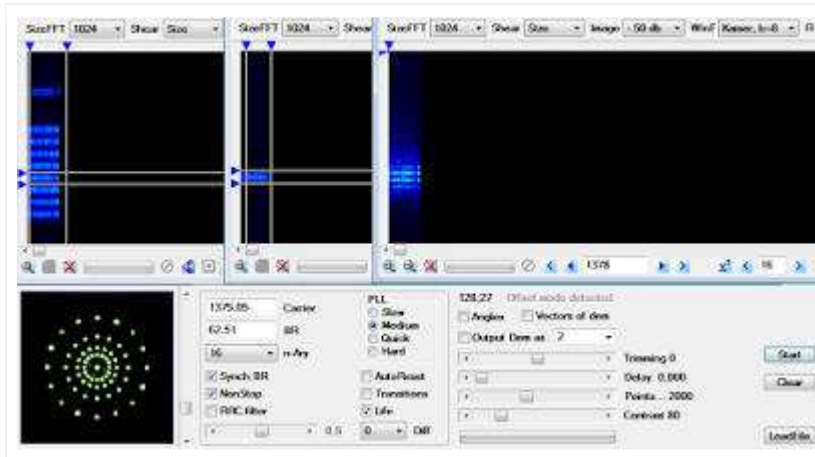 SizeFFT 1024 Shear Size
SizeFFT 1024 Shear
SizeFFT 1024 Shear Size Image -50 db WinF Kaiser, b=8
1378
16
1375.05 Carrier
62.51 BR
16 n-Ary
Synch. BR
NonStop
RRC filter
0.5
PLL
Slow
Medium
Quick
Hard
AutoReset
Transitions
Life
0 Diff
128,27 Offset mode detected
Angles Vectors of dem
Output Dem as 2
Trimming 0
Delay 0.000
Points... 2000
Contrast 80
Start
Clear
LoadFile